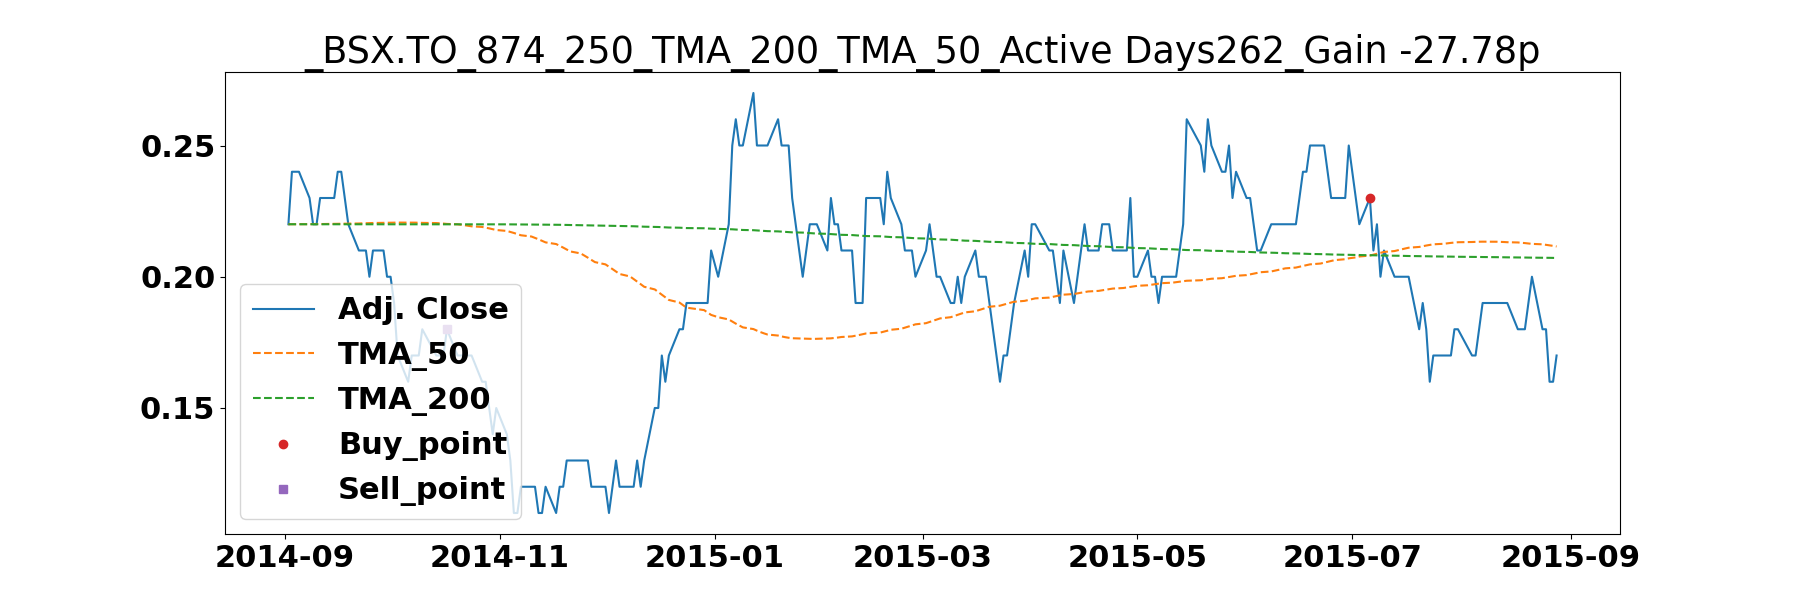 _BSX.TO_874_250_TMA_200_TMA_50_Active Days262_Gain -27.78p
0.25
0.20
0.15
Adj. Close
TMA_50
TMA_200
Buy_point
Sell_point
2014-09 2014-11 2015-01 2015-03 2015-05 2015-07 2015-09